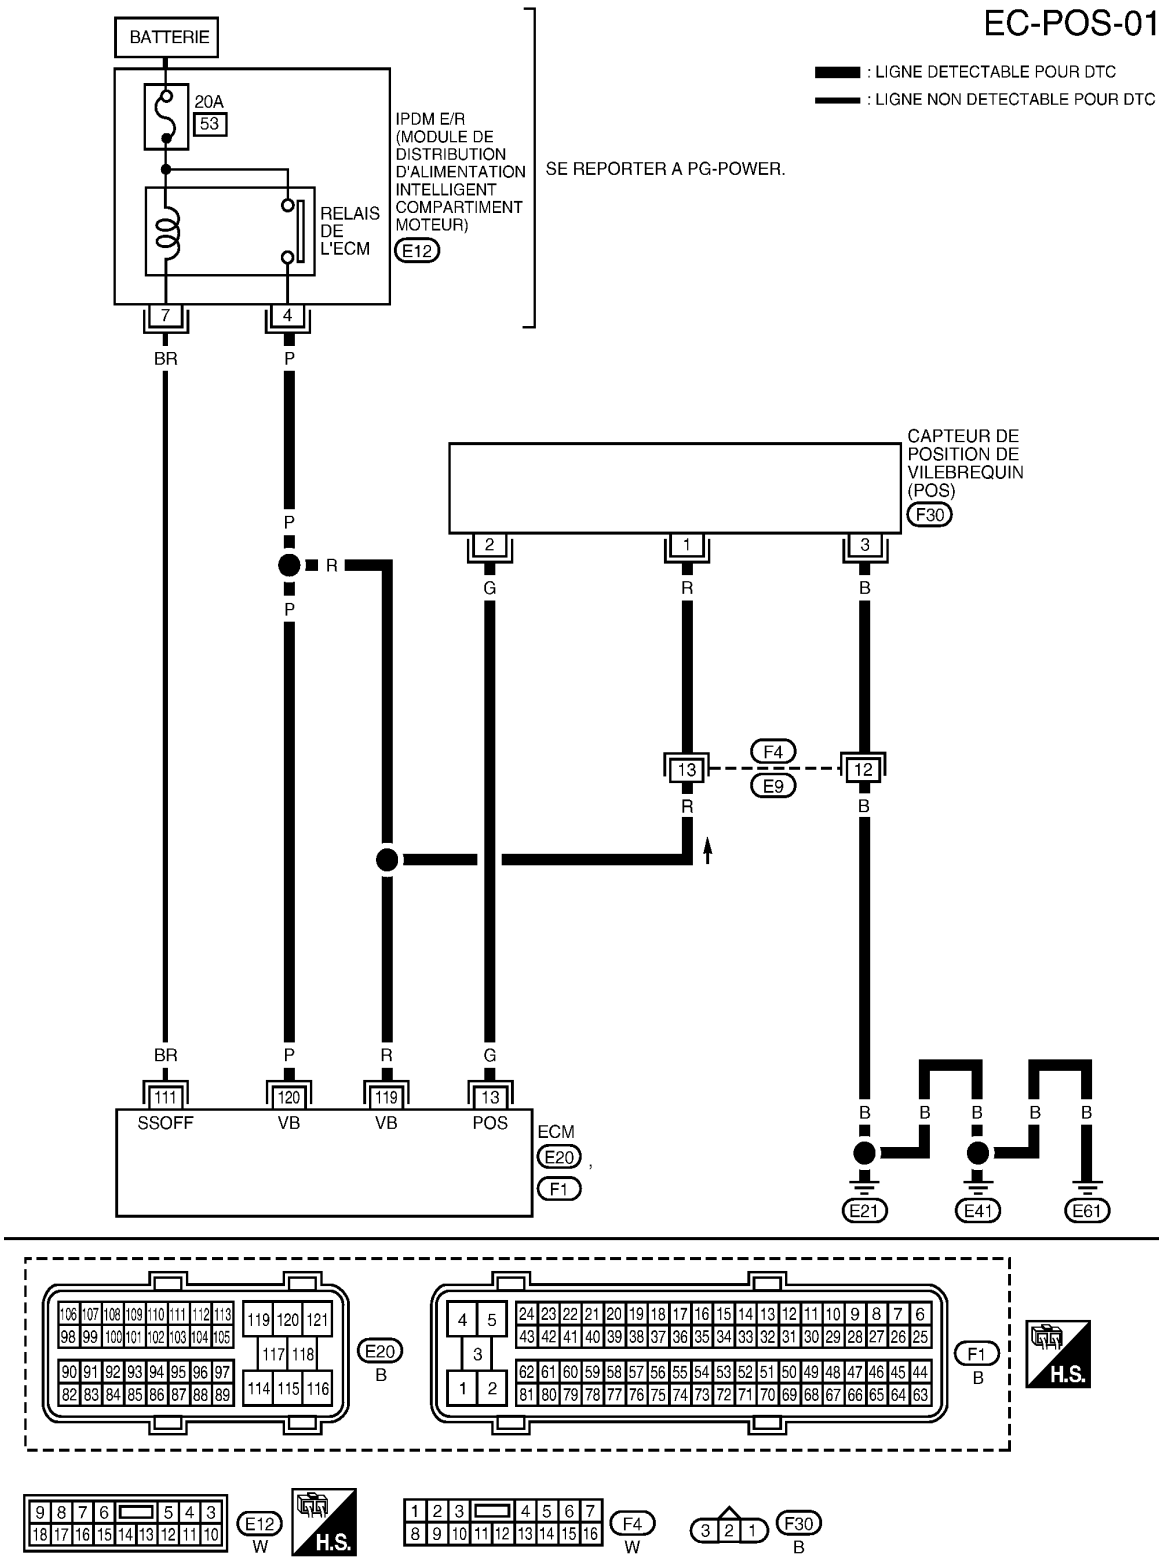 EC-POS-01
BATTERIE
: LIGNE DETECTABLE POUR DTC
: LIGNE NON DETECTABLE POUR DTC
20A
53
IPDM E/R
(MODULE DE
DISTRIBUTION
D'ALIMENTATION
INTELLIGENT
COMPARTIMENT
MOTEUR)
E12
SE REPORTER A PG-POWER.
RELAIS
DE
L'ECM
7 4
BR P
CAPTEUR DE
POSITION DE
VILEBREQUIN
(POS)
F30
P
R
P
2 1 3
G R B
13 F4 12
E9
R B
BR P R G
111 120 119 13
SSOFF VB VB POS
ECM
E20 ,
F1
B B B B B
E21 E41 E61
106 107 108 109 110 111 112 113
98 99 100 101 102 103 104 105
90 91 92 93 94 95 96 97
82 83 84 85 86 87 88 89
119 120 121
117 118
114 115 116
E20
B
4 5
3
1 2
24 23 22 21 20 19 18 17 16 15 14 13 12 11 10 9 8 7 6
43 42 41 40 39 38 37 36 35 34 33 32 31 30 29 28 27 26 25
62 61 60 59 58 57 56 55 54 53 52 51 50 49 48 47 46 45 44
81 80 79 78 77 76 75 74 73 72 71 70 69 68 67 66 65 64 63
F1
B
H.S.
9 8 7 6 5 4 3
18 17 16 15 14 13 12 11 10
E12
W
H.S.
1 2 3 4 5 6 7
8 9 10 11 12 13 14 15 16
F4
W
3 2 1
F30
B